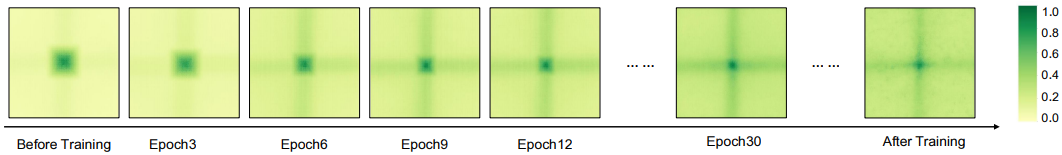 1.0
0.8
0.6
0.4
0.2
0.0
... ...
... ...
Before Training
Epoch3
Epoch6
Epoch9
Epoch12
Epoch30
After Training